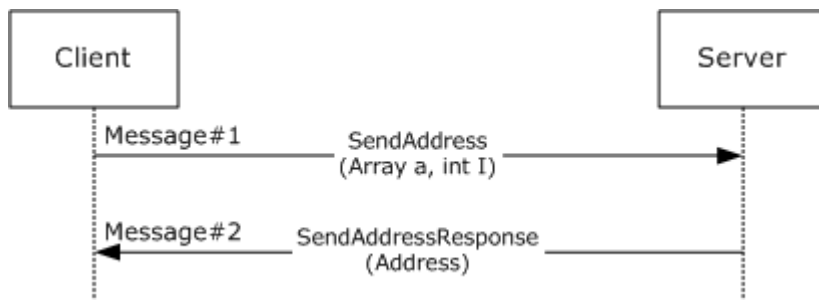 Client
Server
Message#1
SendAddress
(Array a, int I)
Message#2
SendAddressResponse
(Address)